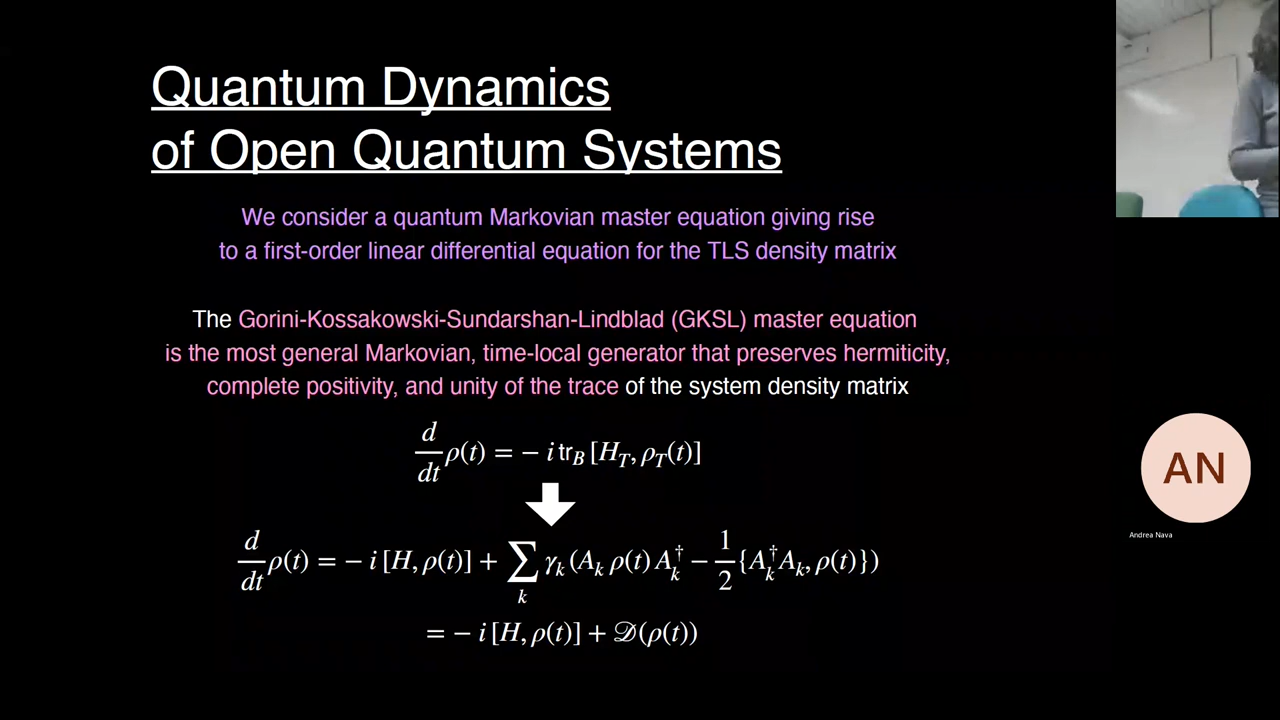 Quantum Dynamics
of Open Quantum Systems
We consider a quantum Markovian master equation giving rise
to a first-order linear differential equation for the TLS density matrix
The Gorini-Kossakowski-Sundarshan-Lindblad (GKSL) master equation
is the most general Markovian, time-local generator that preserves hermiticity,
complete positivity, and unity of the trace of the system density matrix
d/dt ρ(t) = − i tr_B [H_T, ρ_T(t)]
d/dt ρ(t) = − i [H, ρ(t)] + ∑_k γ_k (A_k ρ(t) A_k^† − 1/2 {A_k^† A_k, ρ(t)})
= − i [H, ρ(t)] + 𝒟(ρ(t))
AN
Andrea Nava